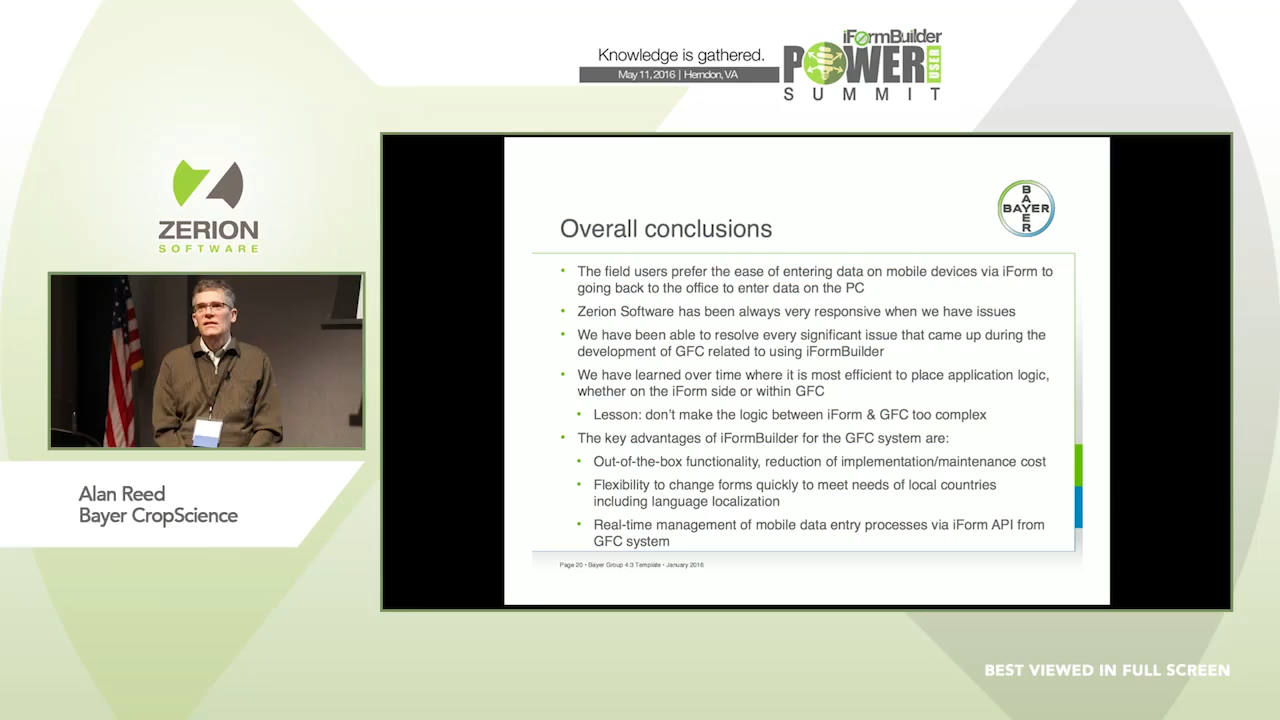 Knowledge is gathered.
May 11, 2016 | Herndon, VA
iFormBuilder
POWER
USER
SUMMIT
ZERION
SOFTWARE
BAYER
BAYER
Overall conclusions
• The field users prefer the ease of entering data on mobile devices via iForm to
going back to the office to enter data on the PC
• Zerion Software has been always very responsive when we have issues
• We have been able to resolve every significant issue that came up during the
development of GFC related to using iFormBuilder
• We have learned over time where it is most efficient to place application logic,
whether on the iForm side or within GFC
• Lesson: don't make the logic between iForm & GFC too complex
• The key advantages of iFormBuilder for the GFC system are:
• Out-of-the-box functionality, reduction of implementation/maintenance cost
• Flexibility to change forms quickly to meet needs of local countries
including language localization
• Real-time management of mobile data entry processes via iForm API from
GFC system
Page 20 • Bayer Group 4:3 Template • January 2016
Alan Reed
Bayer CropScience
BEST VIEWED IN FULL SCREEN